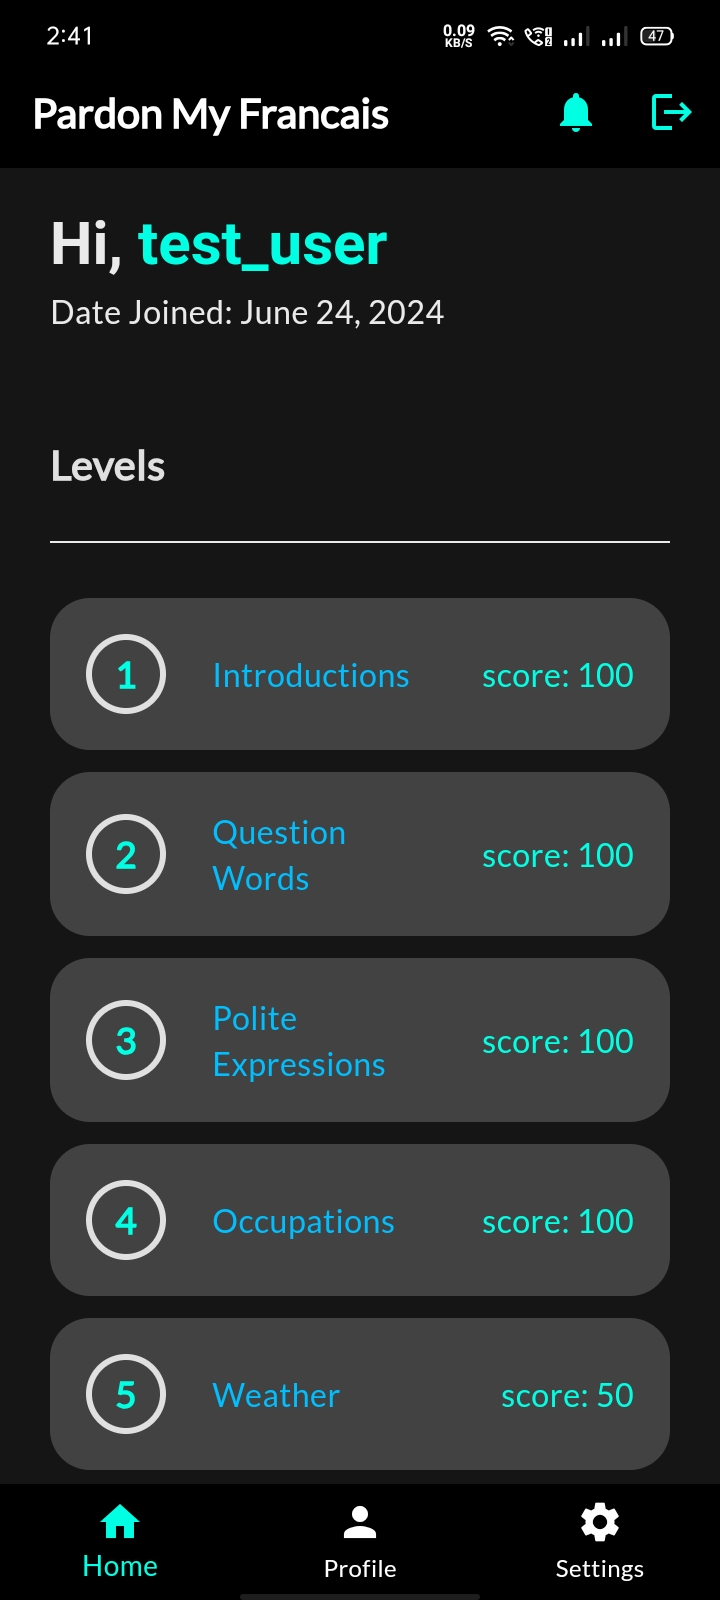 2:41
0.09
KB/S
1
2
47
Pardon My Francais
Hi, test_user
Date Joined: June 24, 2024
Levels
1 Introductions score: 100
2 Question
Words score: 100
3 Polite
Expressions score: 100
4 Occupations score: 100
5 Weather score: 50
Home Profile Settings